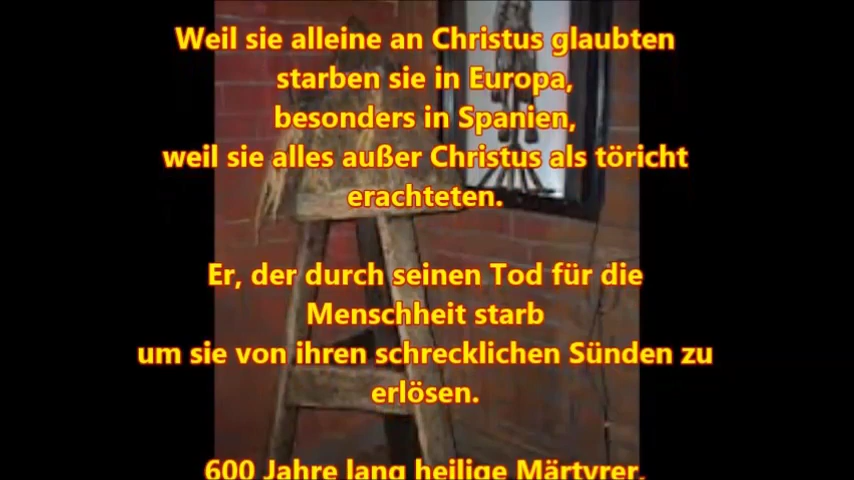 Weil sie alleine an Christus glaubten
starben sie in Europa,
besonders in Spanien,
weil sie alles außer Christus als töricht
erachteten.
Er, der durch seinen Tod für die
Menschheit starb
um sie von ihren schrecklichen Sünden zu
erlösen.
600 Jahre lang heilige Märtyrer,